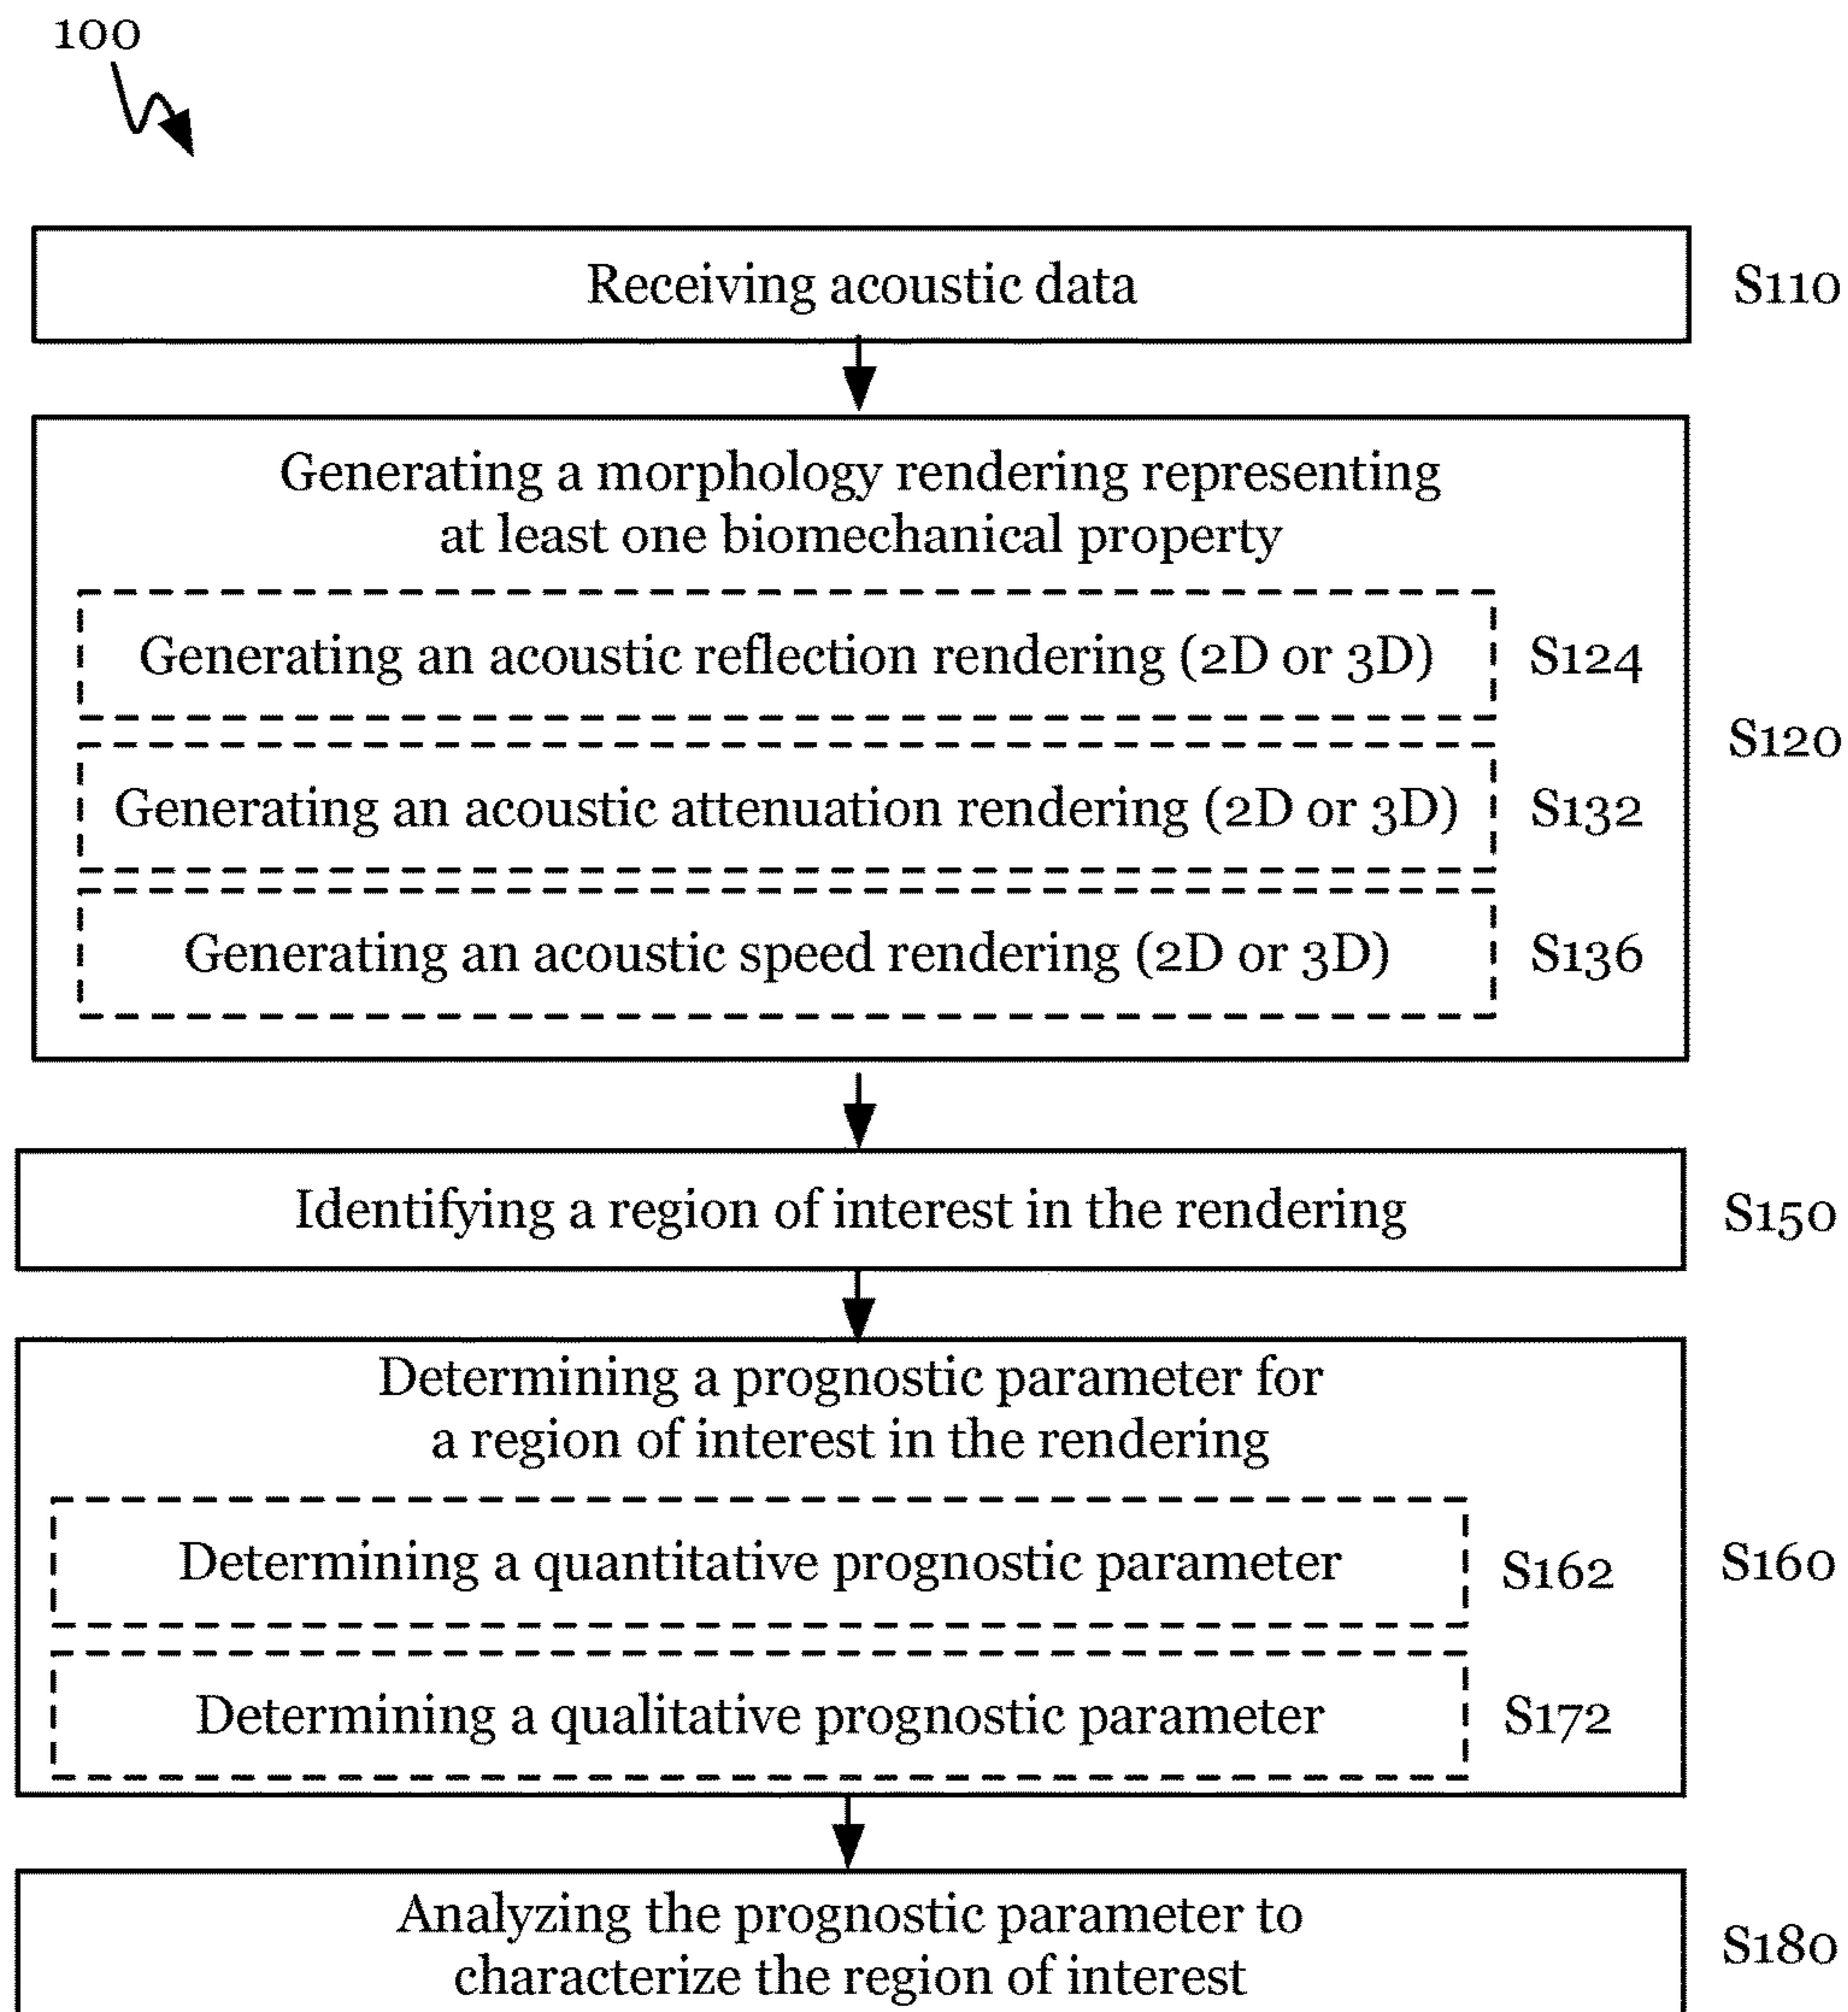 100
Receiving acoustic data
S110
Generating a morphology rendering representing
at least one biomechanical property
Generating an acoustic reflection rendering (2D or 3D)
S124
S120
Generating an acoustic attenuation rendering (2D or 3D)
S132
Generating an acoustic speed rendering (2D or 3D)
S136
Identifying a region of interest in the rendering
S150
Determining a prognostic parameter for
a region of interest in the rendering
Determining a quantitative prognostic parameter
S162
S160
Determining a qualitative prognostic parameter
S172
Analyzing the prognostic parameter to
characterize the region of interest
S180